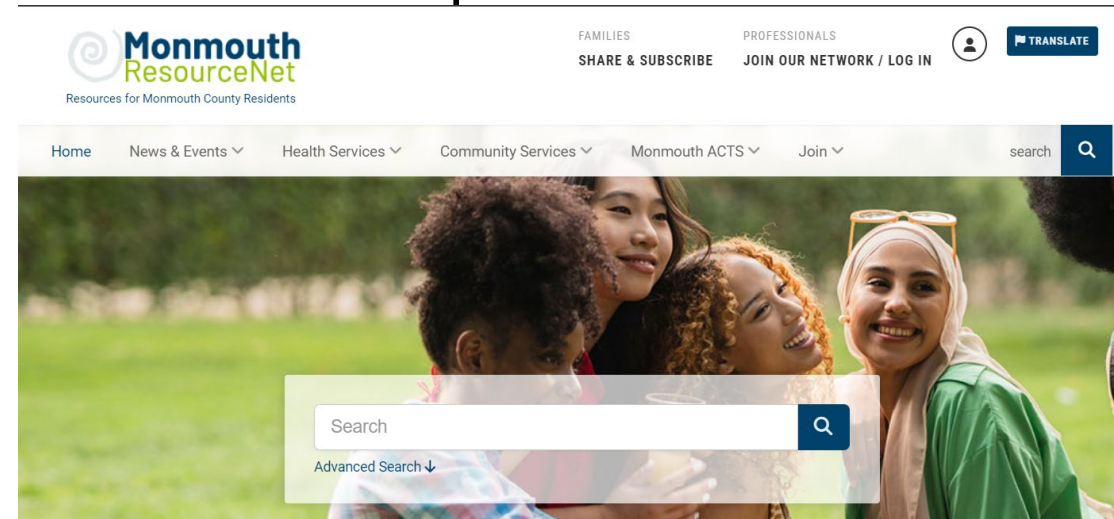 Monmouth
ResourceNet
Resources for Monmouth County Residents
FAMILIES
SHARE & SUBSCRIBE
PROFESSIONALS
JOIN OUR NETWORK / LOG IN
TRANSLATE
Home News & Events Health Services Community Services Monmouth ACTS Join search
Search
Advanced Search